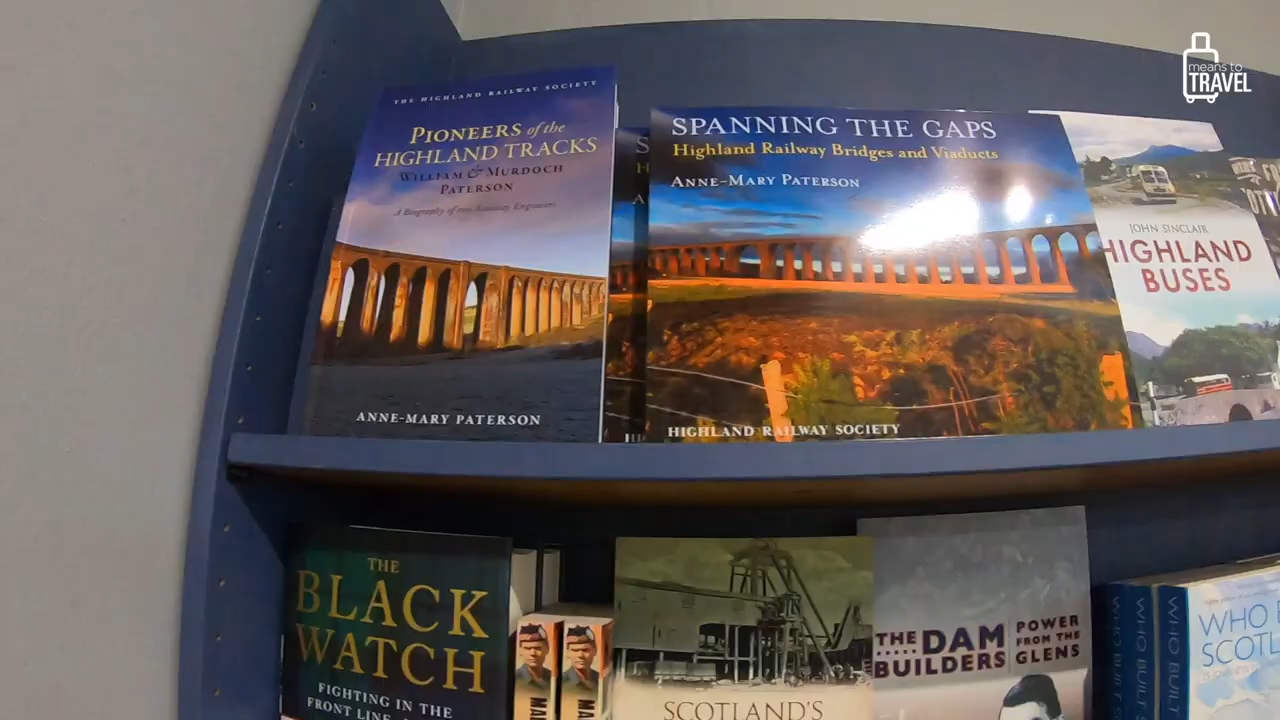 means to
TRAVEL
THE HIGHLAND RAILWAY SOCIETY
PIONEERS of the
HIGHLAND TRACKS
WILLIAM & MURDOCH
PATERSON
A Biography of two Railway Engineers
ANNE-MARY PATERSON
SPANNING THE GAPS
Highland Railway Bridges and Viaducts
ANNE-MARY PATERSON
HIGHLAND RAILWAY SOCIETY
JOHN SINCLAIR
HIGHLAND
BUSES
THE
BLACK
WATCH
FIGHTING IN THE
FRONT LINE
SCOTLAND'S
THE DAM
BUILDERS
POWER
FROM THE
GLENS
WHO BUILT
WHO BUILT
WHO